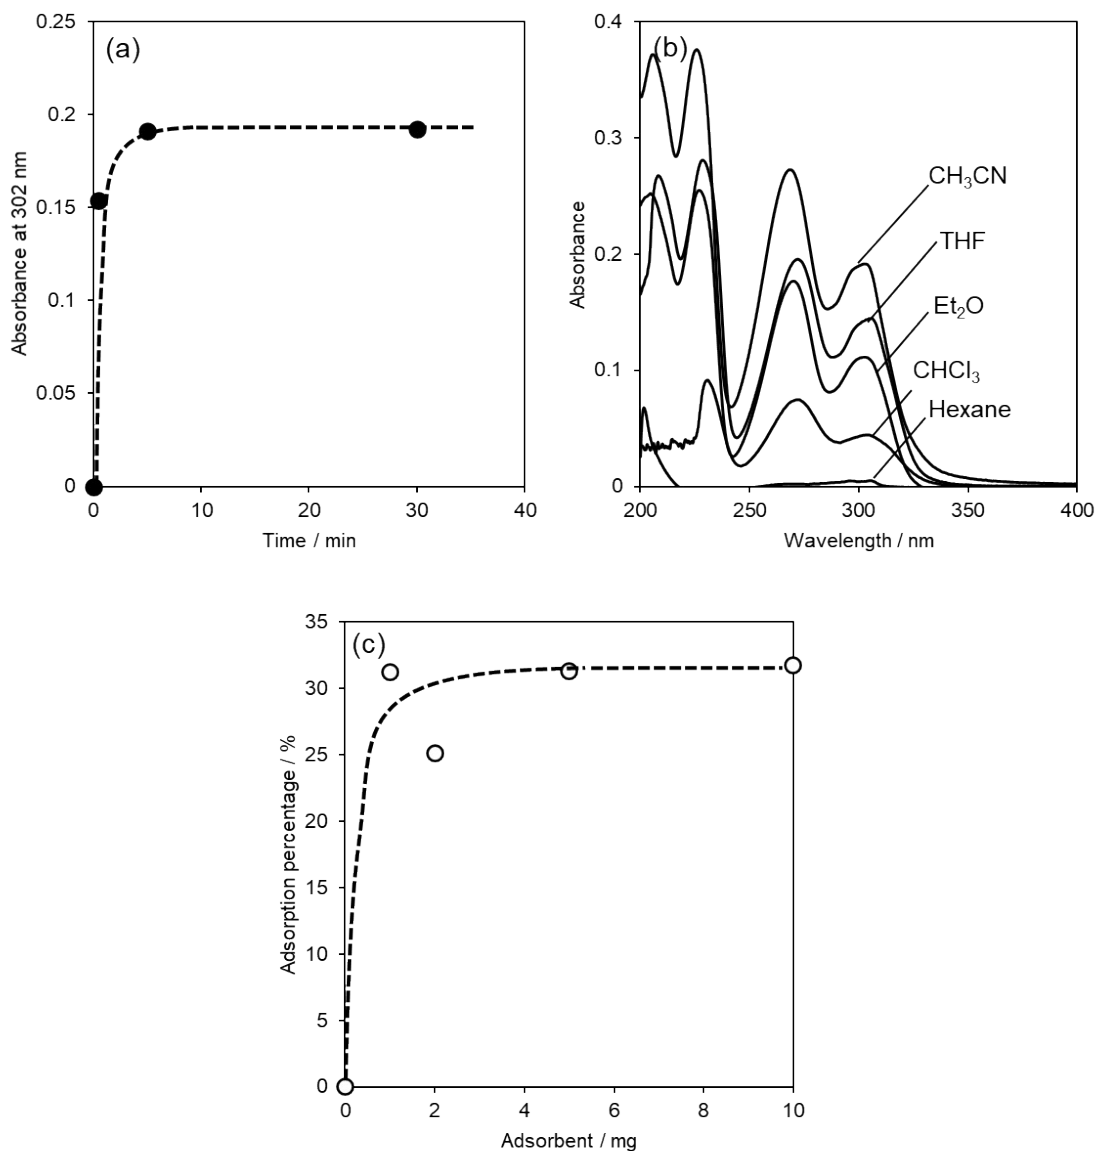 (a)
0.25
0.2
0.15
0.1
0.05
0
0 10 20 30 40
Absorbance at 302 nm
Time / min
(b)
0.4
0.3
0.2
0.1
0
200 250 300 350 400
Absorbance
Wavelength / nm
CH₃CN
THF
Et₂O
CHCl₃
Hexane
(c)
35
30
25
20
15
10
5
0
0 2 4 6 8 10
Adsorption percentage / %
Adsorbent / mg